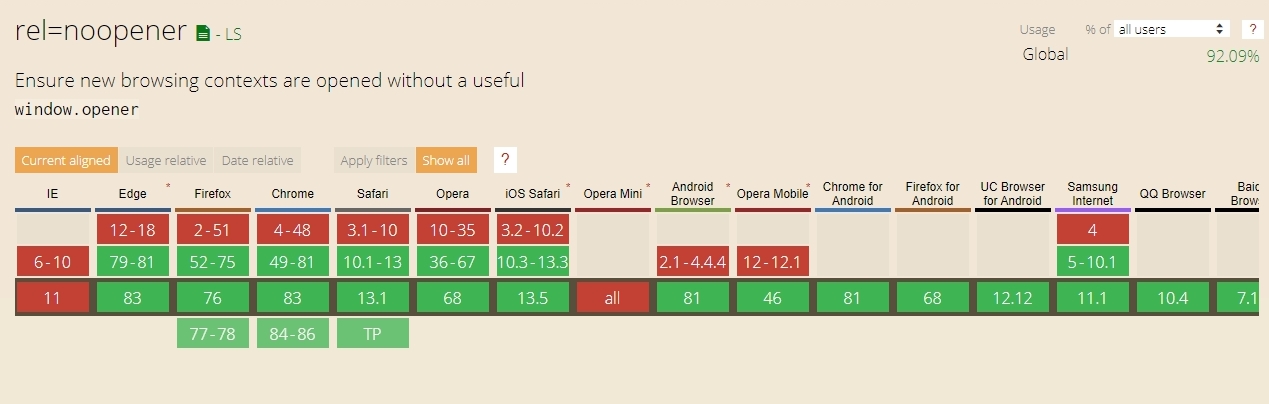 rel=noopener - LS
Usage % of all users ?
Global 92.09%
Ensure new browsing contexts are opened without a useful
window.opener
Current aligned Usage relative Date relative Apply filters Show all ?
IE Edge * Firefox Chrome Safari Opera iOS Safari * Opera Mini * Android Browser * Opera Mobile * Chrome for Android Firefox for Android UC Browser for Android Samsung Internet QQ Browser
12-18 2-51 4-48 3.1-10 10-35 3.2-10.2 4
6-10 79-81 52-75 49-81 10.1-13 36-67 10.3-13.3 2.1-4.4.4 12-12.1 5-10.1
11 83 76 83 13.1 68 13.5 all 81 46 81 68 12.12 11.1 10.4 7.1
77-78 84-86 TP